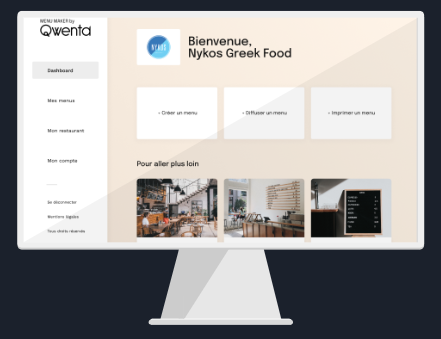 MENU MAKER by
Qwenta
Dashboard
Mes menus
Mon restaurant
Mon compte
Se déconnecter
Mentions légales
Tous droits réservés
NYKOS
Bienvenue,
Nykos Greek Food
+ Créer un menu
+ Diffuser un menu
+ Imprimer un menu
Pour aller plus loin